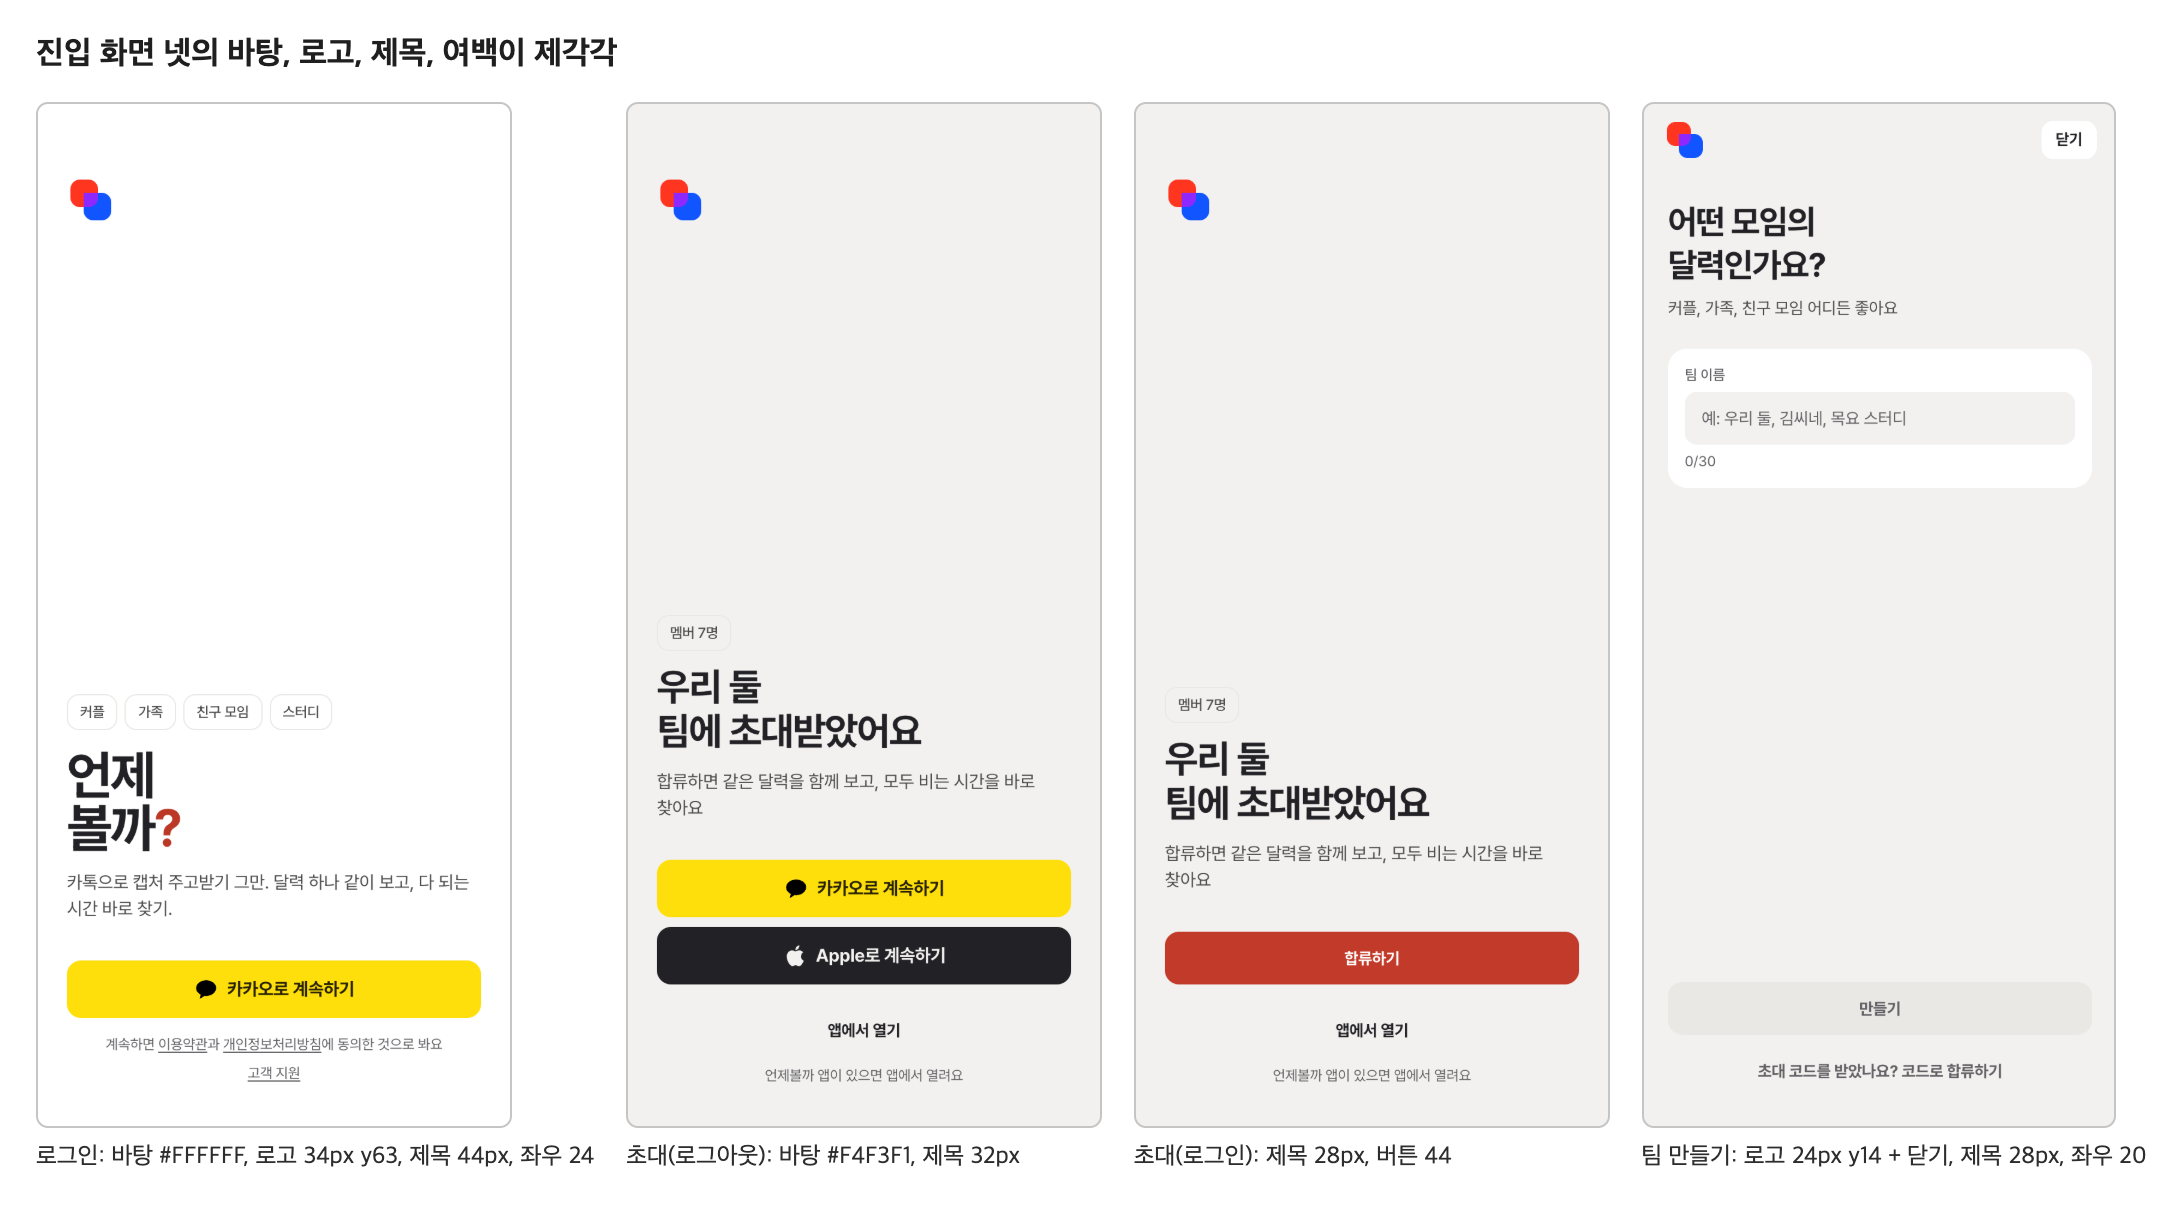 진입 화면 넷의 바탕, 로고, 제목, 여백이 제각각
커플
가족
친구 모임
스터디
언제
볼까?
카톡으로 캡처 주고받기 그만. 달력 하나 같이 보고, 다 되는
시간 바로 찾기.
카카오로 계속하기
계속하면 이용약관과 개인정보처리방침에 동의한 것으로 봐요
고객 지원
로그인: 바탕 #FFFFFF, 로고 34px y63, 제목 44px, 좌우 24
멤버 7명
우리 둘
팀에 초대받았어요
합류하면 같은 달력을 함께 보고, 모두 비는 시간을 바로
찾아요
카카오로 계속하기
Apple로 계속하기
앱에서 열기
언제볼까 앱이 있으면 앱에서 열려요
초대(로그아웃): 바탕 #F4F3F1, 제목 32px
멤버 7명
우리 둘
팀에 초대받았어요
합류하면 같은 달력을 함께 보고, 모두 비는 시간을 바로
찾아요
합류하기
앱에서 열기
언제볼까 앱이 있으면 앱에서 열려요
초대(로그인): 제목 28px, 버튼 44
닫기
어떤 모임의
달력인가요?
커플, 가족, 친구 모임 어디든 좋아요
팀 이름
예: 우리 둘, 김씨네, 목요 스터디
0/30
만들기
초대 코드를 받았나요? 코드로 합류하기
팀 만들기: 로고 24px y14 + 닫기, 제목 28px, 좌우 20